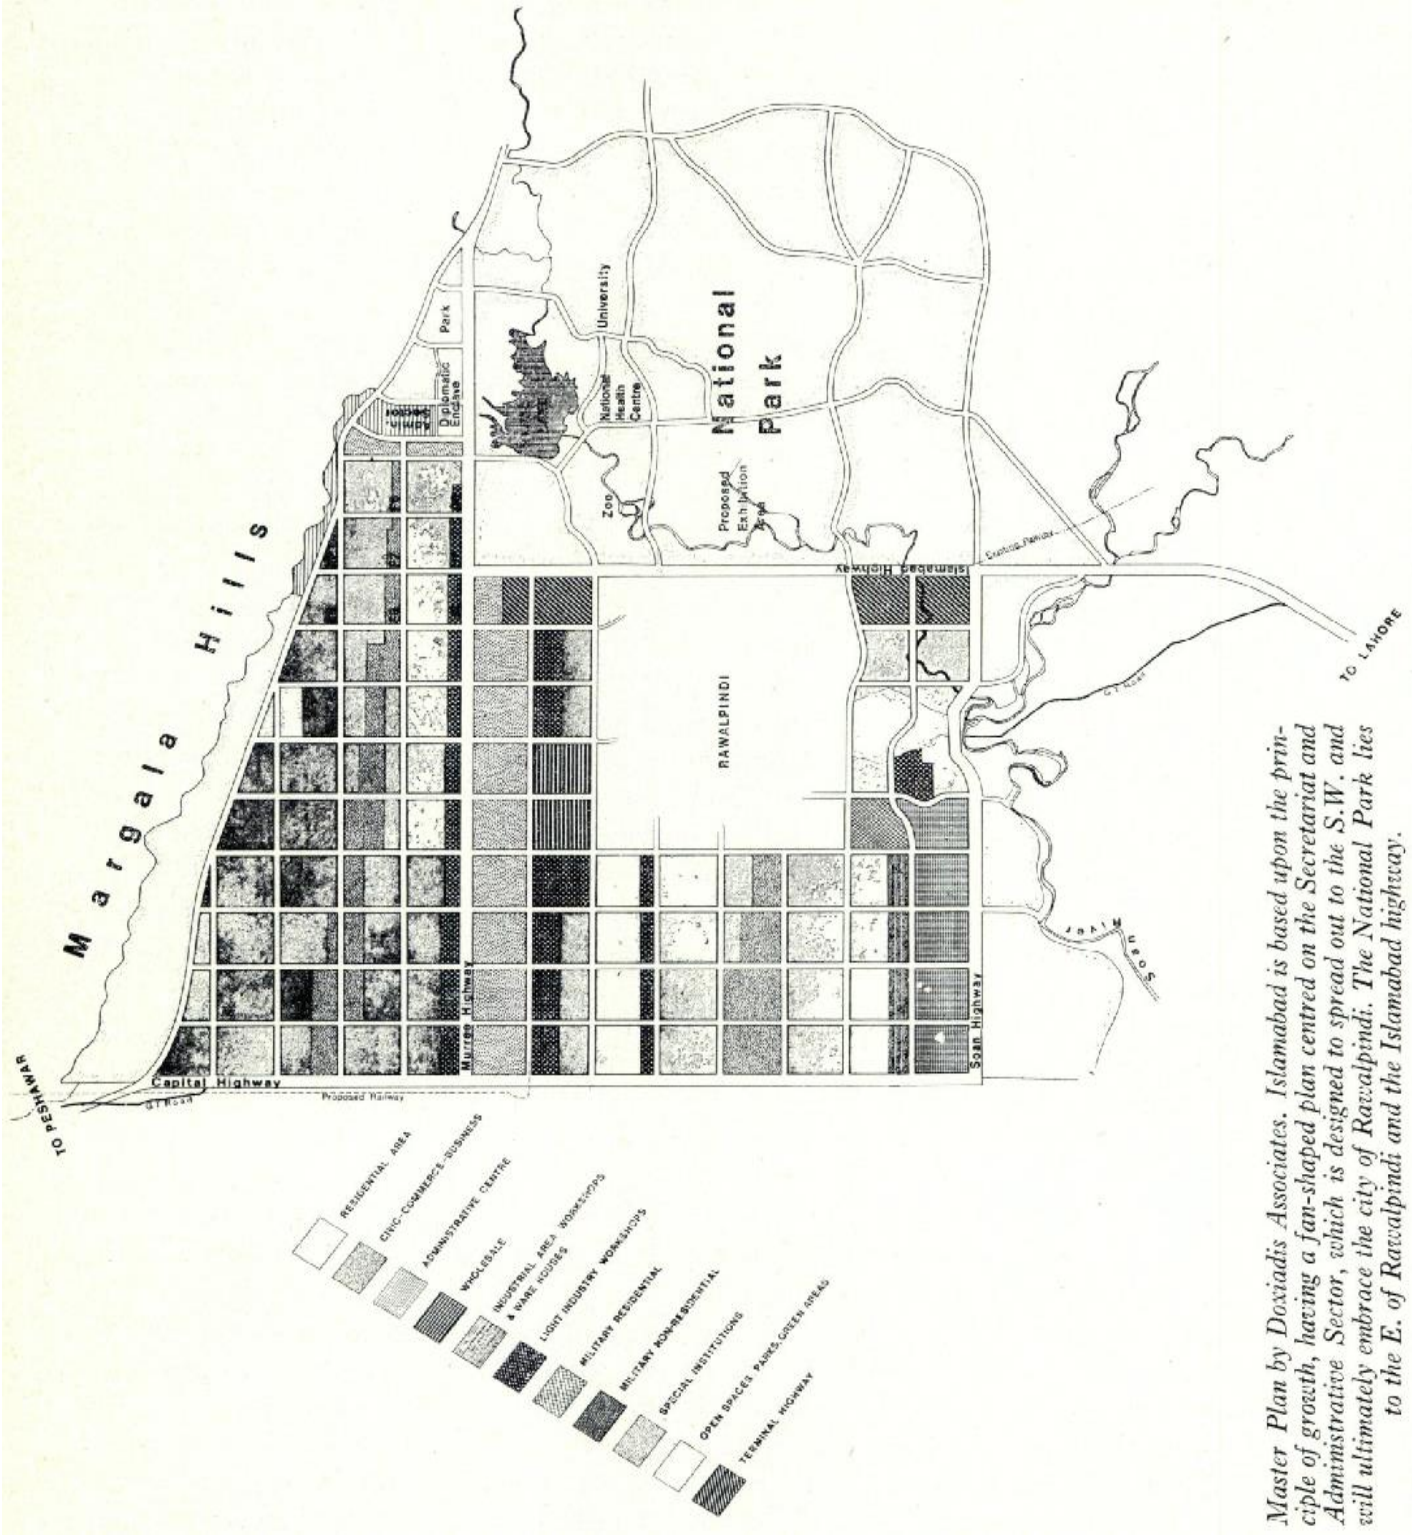 Margala Hills
TO PESHAWAR
G.T. Road
Capital Highway
Proposed Railway
Murree Highway
Soan Highway
Islamabad Highway
Park
Diplomatic
Enclave
Admin.
Sector
University
National
Health
Centre
National
Park
Zoo
Proposed
Exhibition
Area
Existing Railway
RAWALPINDI
G.T. Road
TO LAHORE
Soan River
RESIDENTIAL AREA
CIVIC-COMMERCE-BUSINESS
ADMINISTRATIVE CENTRE
WHOLESALE
INDUSTRIAL AREA WORKSHOPS
& WARE HOUSES
LIGHT INDUSTRY WORKSHOPS
MILITARY RESIDENTIAL
MILITARY NON-RESIDENTIAL
SPECIAL INSTITUTIONS
OPEN SPACES PARKS, GREEN AREAS
TERMINAL HIGHWAY
Master Plan by Doxiadis Associates. Islamabad is based upon the prin-
ciple of growth, having a fan-shaped plan centred on the Secretariat and
Administrative Sector, which is designed to spread out to the S.W. and
will ultimately embrace the city of Rawalpindi. The National Park lies
to the E. of Rawalpindi and the Islamabad highway.